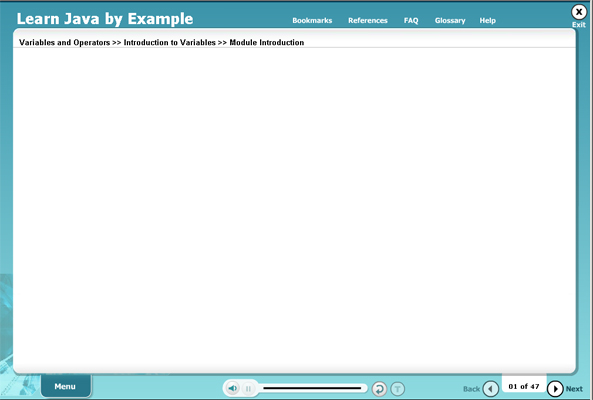 Learn Java by Example
Bookmarks References FAQ Glossary Help
X
Exit
Variables and Operators >> Introduction to Variables >> Module Introduction
Menu
T
Back 01 of 47 Next